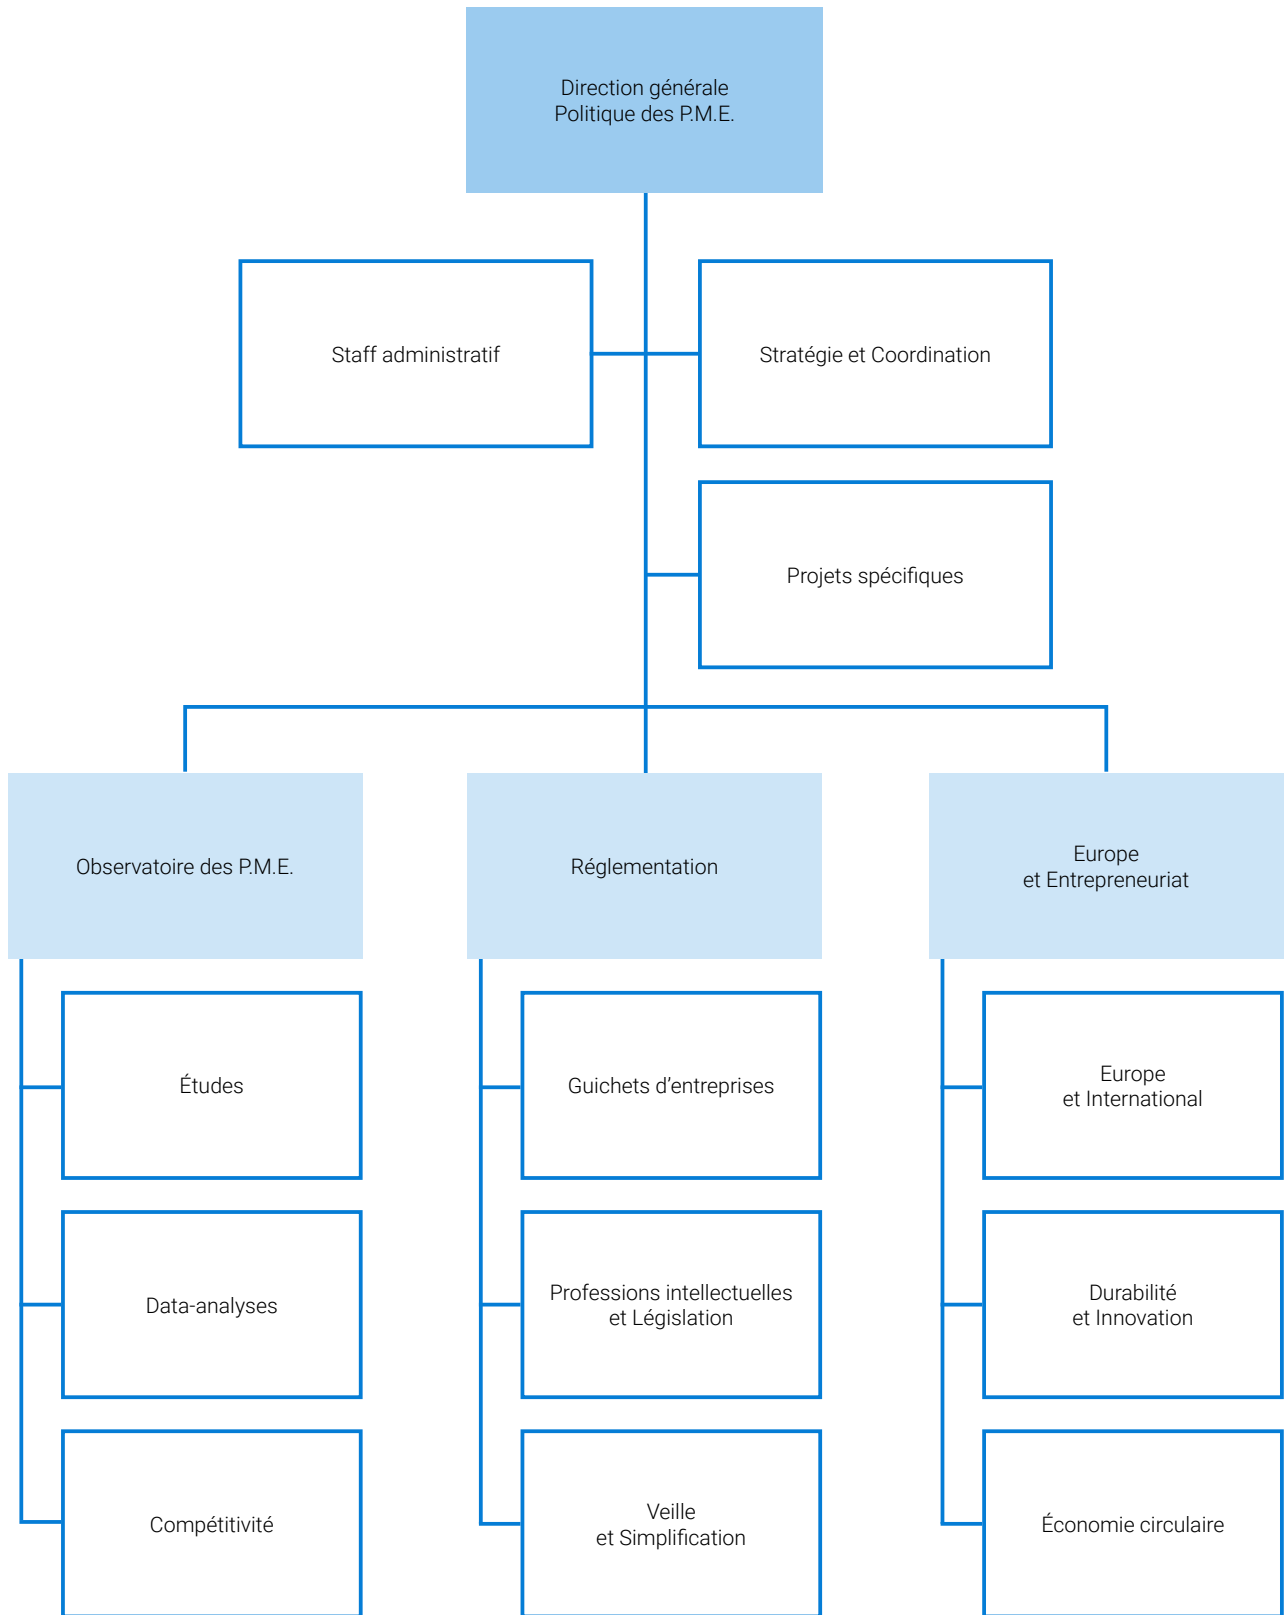 Direction générale
Politique des P.M.E.
Staff administratif
Stratégie et Coordination
Projets spécifiques
Observatoire des P.M.E.
Réglementation
Europe
et Entrepreneuriat
Études
Guichets d’entreprises
Europe
et International
Data-analyses
Professions intellectuelles
et Législation
Durabilité
et Innovation
Compétitivité
Veille
et Simplification
Économie circulaire